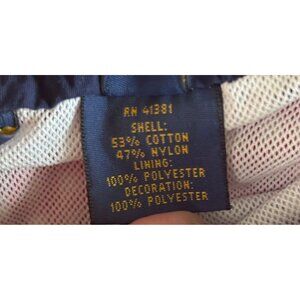 RN 41381
SHELL:
53% COTTON
47% NYLON
LINING:
100% POLYESTER
DECORATION:
100% POLYESTER